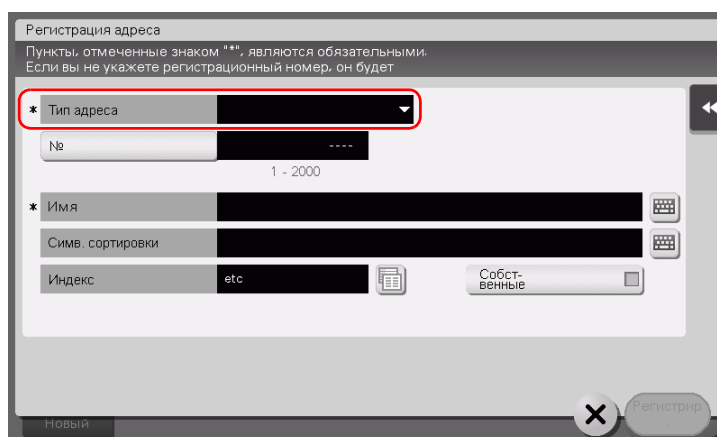 Регистрация адреса
Пункты, отмеченные знаком "*", являются обязательными.
Если вы не укажете регистрационный номер, он будет
* Тип адреса
№ ----
1 - 2000
* Имя
Симв. сортировки
Индекс etc Собст-
венные
Новый Регистрир